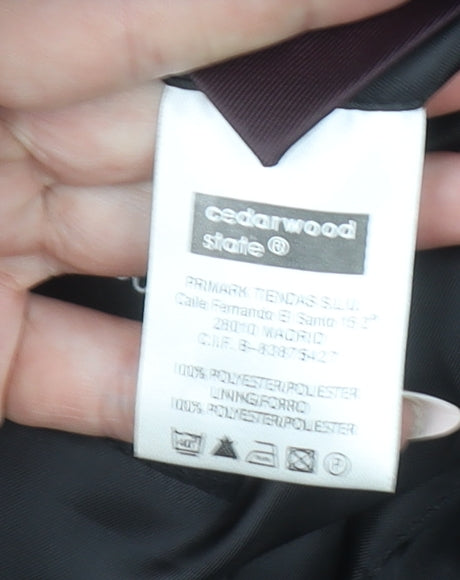 cedarwood
state ®
PRIMARK TIENDAS S.L.U.
Calle Fernando El Santo 15 2º
28010 MADRID
C.I.F. B-83875427
100% POLYESTER/POLIESTER
LINING/FORRO
100% POLYESTER/POLIESTER